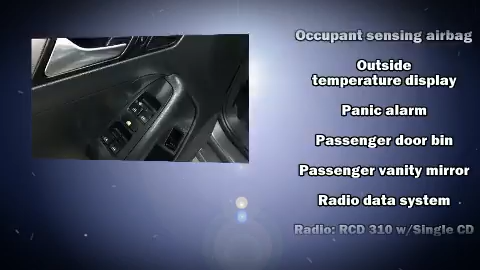 Occupant sensing airbag
Outside
temperature display
Panic alarm
Passenger door bin
Passenger vanity mirror
Radio data system
Radio: RCD 310 w/Single CD